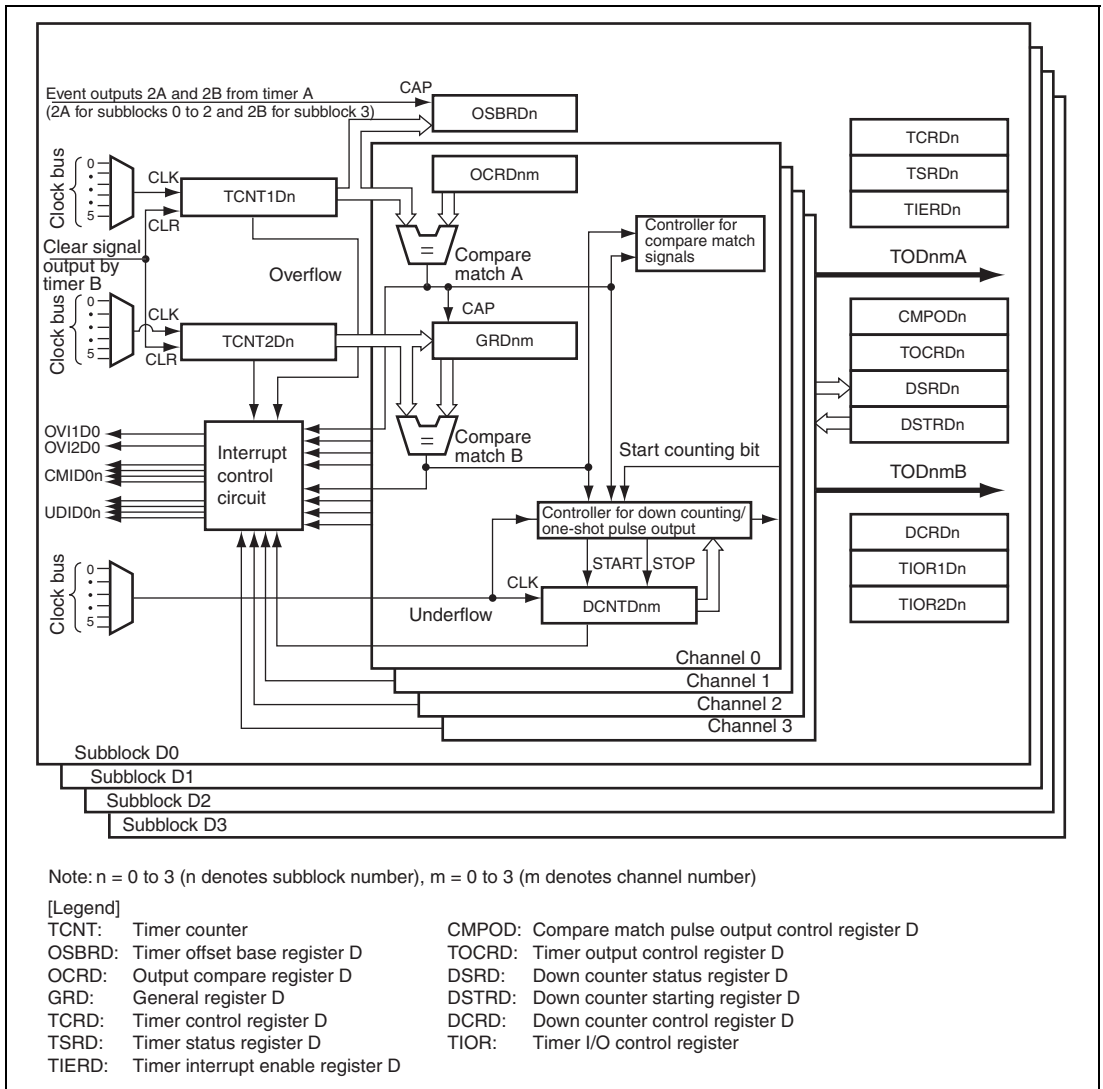 Event outputs 2A and 2B from timer A
(2A for subblocks 0 to 2 and 2B for subblock 3)
CAP
OSBRDn
Clock bus
0
5
CLK
CLR
TCNT1Dn
OCRDnm
Controller for
compare match
signals
=
Compare
match A
Clear signal
output by
timer B
Overflow
CAP
Clock bus
0
5
CLK
CLR
TCNT2Dn
GRDnm
=
Compare
match B
OVI1D0
OVI2D0
CMID0n
UDID0n
Interrupt
control
circuit
Start counting bit
Controller for down counting/
one-shot pulse output
START
STOP
Clock bus
0
5
Underflow
CLK
DCNTDnm
Channel 0
Channel 1
Channel 2
Channel 3
TCRDn
TSRDn
TIERDn
TODnmA
CMPODn
TOCRDn
DSRDn
DSTRDn
TODnmB
DCRDn
TIOR1Dn
TIOR2Dn
Subblock D0
Subblock D1
Subblock D2
Subblock D3
Note: n = 0 to 3 (n denotes subblock number), m = 0 to 3 (m denotes channel number)
[Legend]
TCNT: Timer counter
OSBRD: Timer offset base register D
OCRD: Output compare register D
GRD: General register D
TCRD: Timer control register D
TSRD: Timer status register D
TIERD: Timer interrupt enable register D
CMPOD: Compare match pulse output control register D
TOCRD: Timer output control register D
DSRD: Down counter status register D
DSTRD: Down counter starting register D
DCRD: Down counter control register D
TIOR: Timer I/O control register